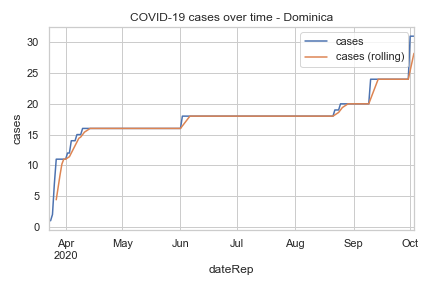 COVID-19 cases over time - Dominica
cases
cases (rolling)
30
25
20
15
10
5
0
cases
Apr
2020
May
Jun
Jul
Aug
Sep
Oct
dateRep